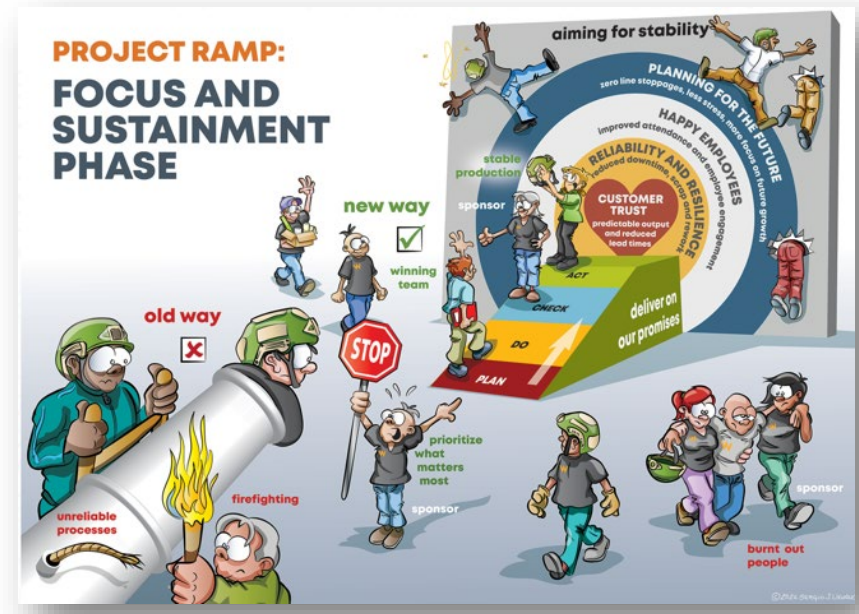 PROJECT RAMP:
FOCUS AND
SUSTAINMENT
PHASE
aiming for stability
PLANNING FOR THE FUTURE
zero line stoppages, less stress, more focus on future growth
HAPPY EMPLOYEES
improved attendance and employee engagement
RELIABILITY AND RESILIENCE
reduced downtime, scrap and rework
CUSTOMER
TRUST
predictable output
and reduced
lead times
stable
production
sponsor
new way
winning
team
ACT
CHECK
DO
PLAN
deliver on
our promises
old way
STOP
prioritize
what
matters
most
sponsor
unreliable
processes
firefighting
sponsor
burnt out
people